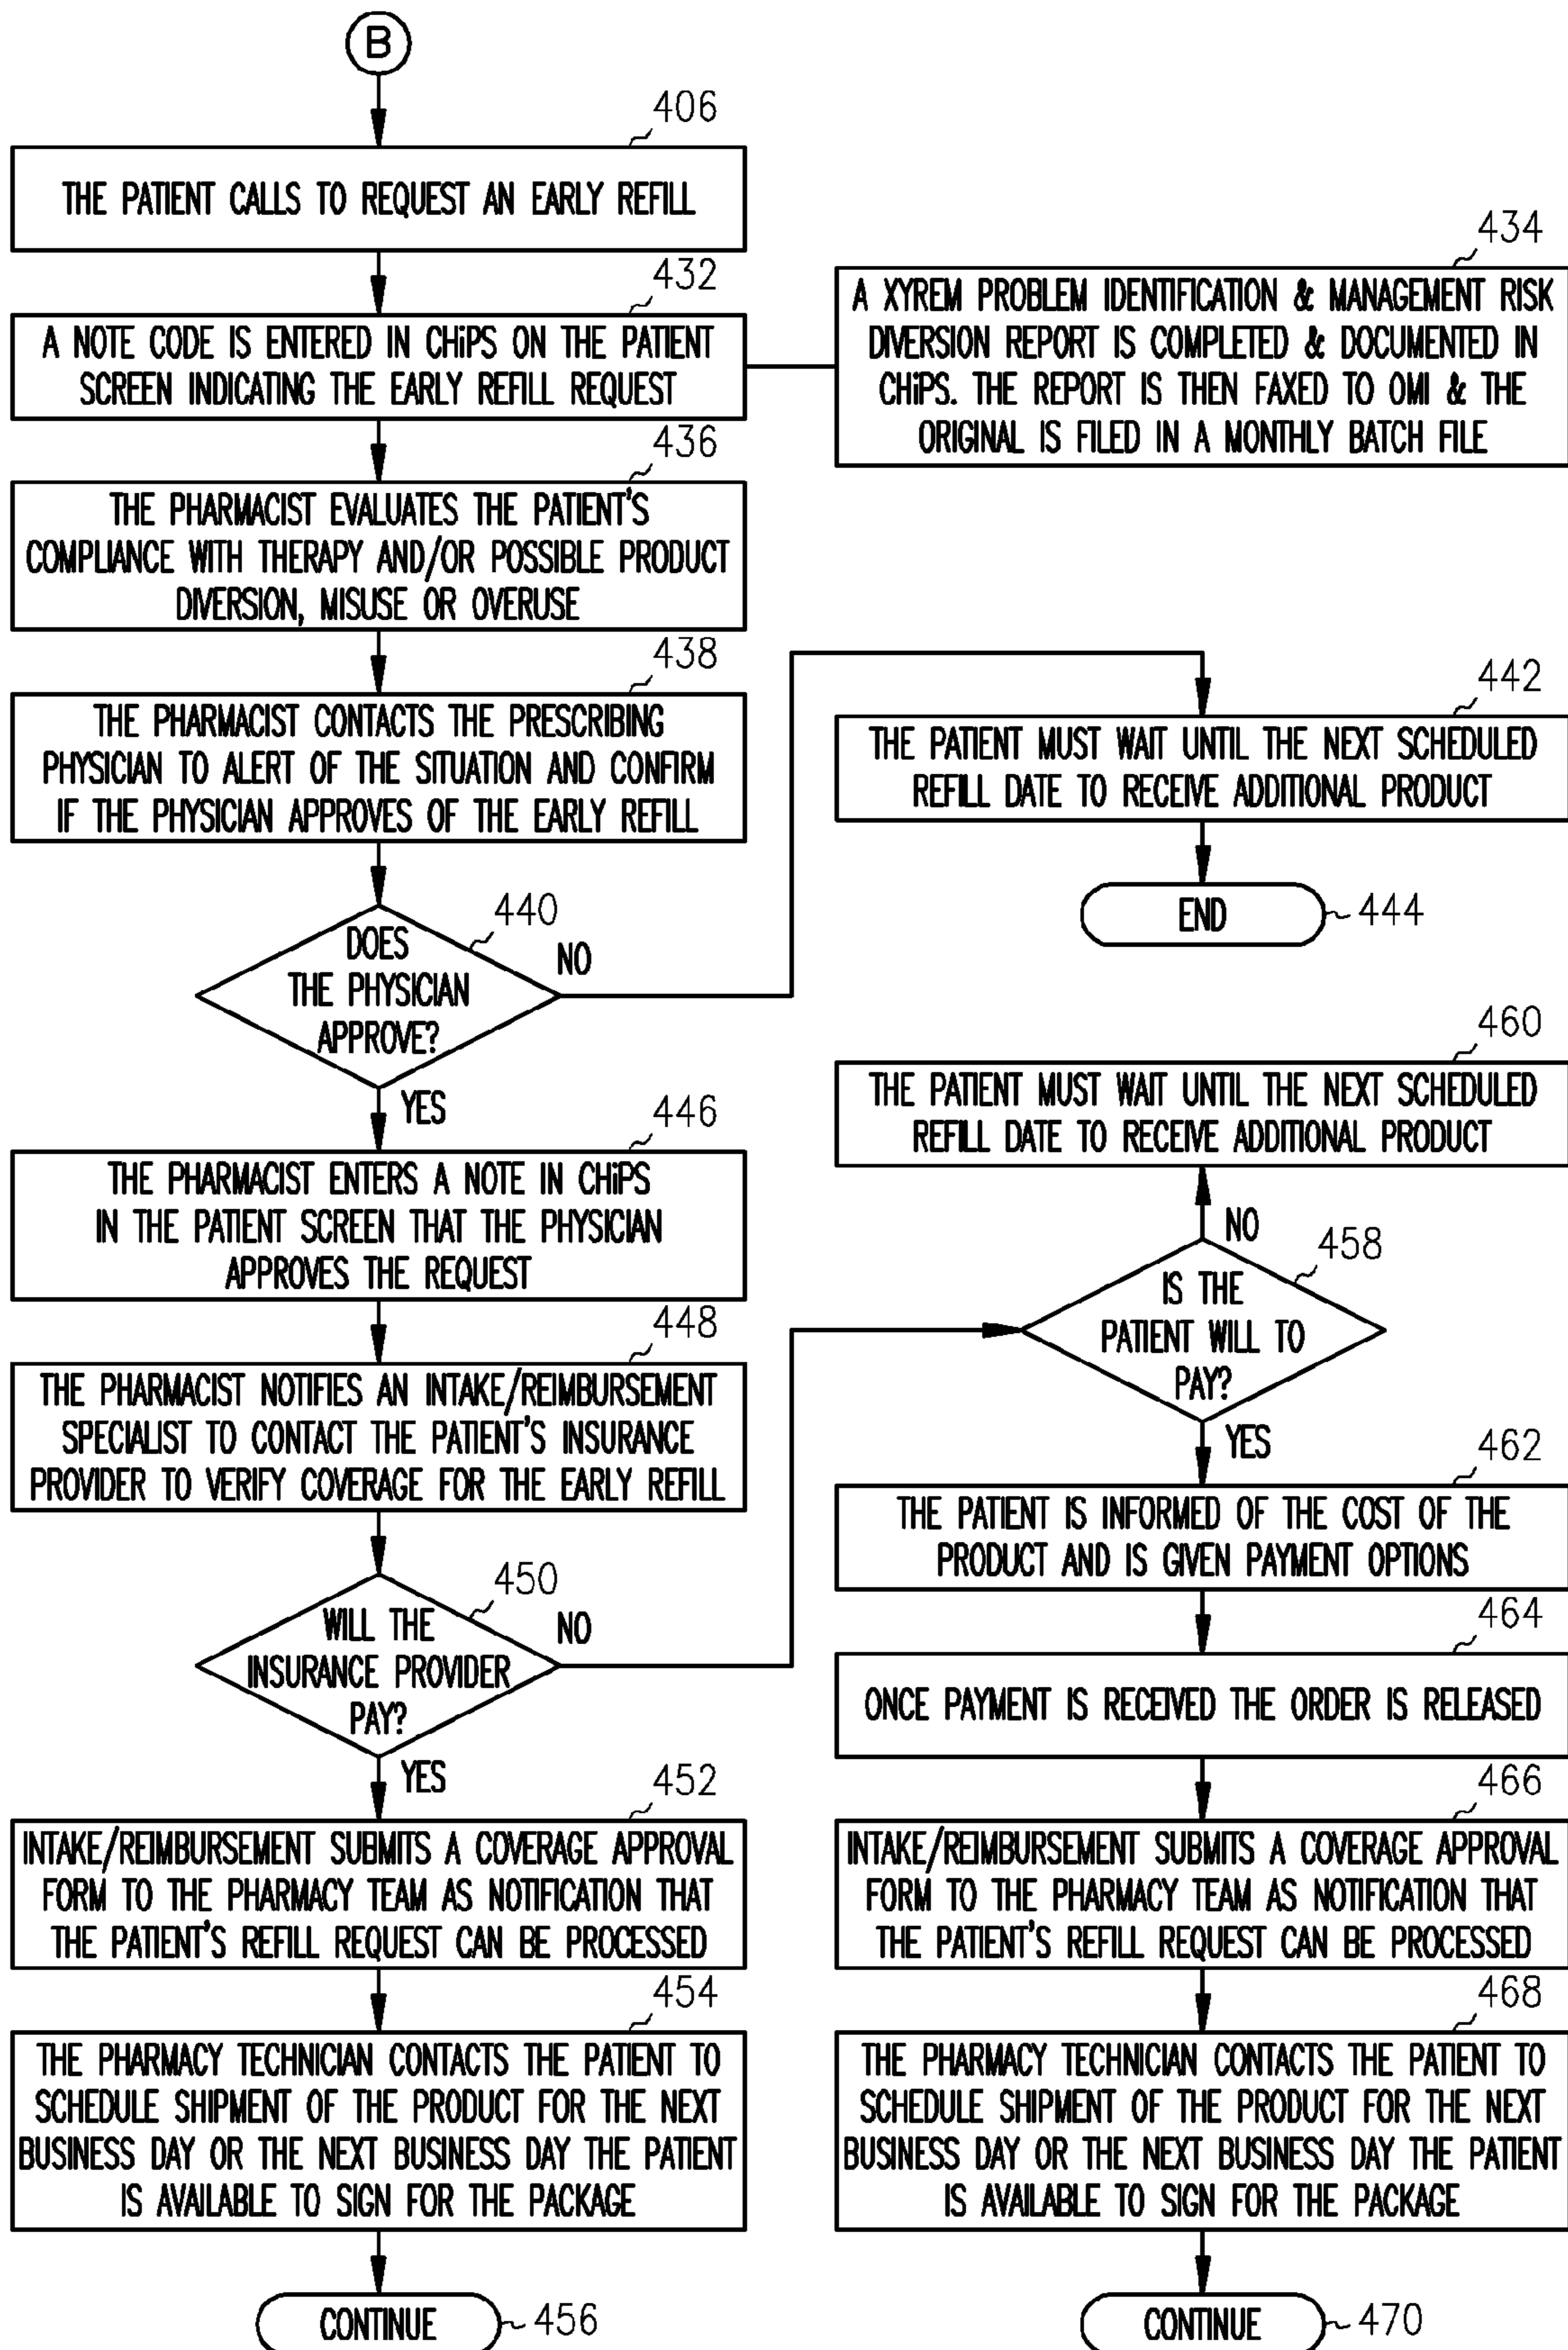 B
406
THE PATIENT CALLS TO REQUEST AN EARLY REFILL
432
A NOTE CODE IS ENTERED IN CHiPS ON THE PATIENT
SCREEN INDICATING THE EARLY REFILL REQUEST
434
A XYREM PROBLEM IDENTIFICATION & MANAGEMENT RISK
DIVERSION REPORT IS COMPLETED & DOCUMENTED IN
CHiPS. THE REPORT IS THEN FAXED TO OMI & THE
ORIGINAL IS FILED IN A MONTHLY BATCH FILE
436
THE PHARMACIST EVALUATES THE PATIENT'S
COMPLIANCE WITH THERAPY AND/OR POSSIBLE PRODUCT
DIVERSION, MISUSE OR OVERUSE
438
THE PHARMACIST CONTACTS THE PRESCRIBING
PHYSICIAN TO ALERT OF THE SITUATION AND CONFIRM
IF THE PHYSICIAN APPROVES OF THE EARLY REFILL
440
DOES
THE PHYSICIAN
APPROVE?
NO
YES
442
THE PATIENT MUST WAIT UNTIL THE NEXT SCHEDULED
REFILL DATE TO RECEIVE ADDITIONAL PRODUCT
END
444
446
THE PHARMACIST ENTERS A NOTE IN CHiPS
IN THE PATIENT SCREEN THAT THE PHYSICIAN
APPROVES THE REQUEST
448
THE PHARMACIST NOTIFIES AN INTAKE/REIMBURSEMENT
SPECIALIST TO CONTACT THE PATIENT'S INSURANCE
PROVIDER TO VERIFY COVERAGE FOR THE EARLY REFILL
450
WILL THE
INSURANCE PROVIDER
PAY?
NO
YES
452
INTAKE/REIMBURSEMENT SUBMITS A COVERAGE APPROVAL
FORM TO THE PHARMACY TEAM AS NOTIFICATION THAT
THE PATIENT'S REFILL REQUEST CAN BE PROCESSED
454
THE PHARMACY TECHNICIAN CONTACTS THE PATIENT TO
SCHEDULE SHIPMENT OF THE PRODUCT FOR THE NEXT
BUSINESS DAY OR THE NEXT BUSINESS DAY THE PATIENT
IS AVAILABLE TO SIGN FOR THE PACKAGE
CONTINUE
456
460
THE PATIENT MUST WAIT UNTIL THE NEXT SCHEDULED
REFILL DATE TO RECEIVE ADDITIONAL PRODUCT
NO
458
IS THE
PATIENT WILL TO
PAY?
YES
462
THE PATIENT IS INFORMED OF THE COST OF THE
PRODUCT AND IS GIVEN PAYMENT OPTIONS
464
ONCE PAYMENT IS RECEIVED THE ORDER IS RELEASED
466
INTAKE/REIMBURSEMENT SUBMITS A COVERAGE APPROVAL
FORM TO THE PHARMACY TEAM AS NOTIFICATION THAT
THE PATIENT'S REFILL REQUEST CAN BE PROCESSED
468
THE PHARMACY TECHNICIAN CONTACTS THE PATIENT TO
SCHEDULE SHIPMENT OF THE PRODUCT FOR THE NEXT
BUSINESS DAY OR THE NEXT BUSINESS DAY THE PATIENT
IS AVAILABLE TO SIGN FOR THE PACKAGE
CONTINUE
470